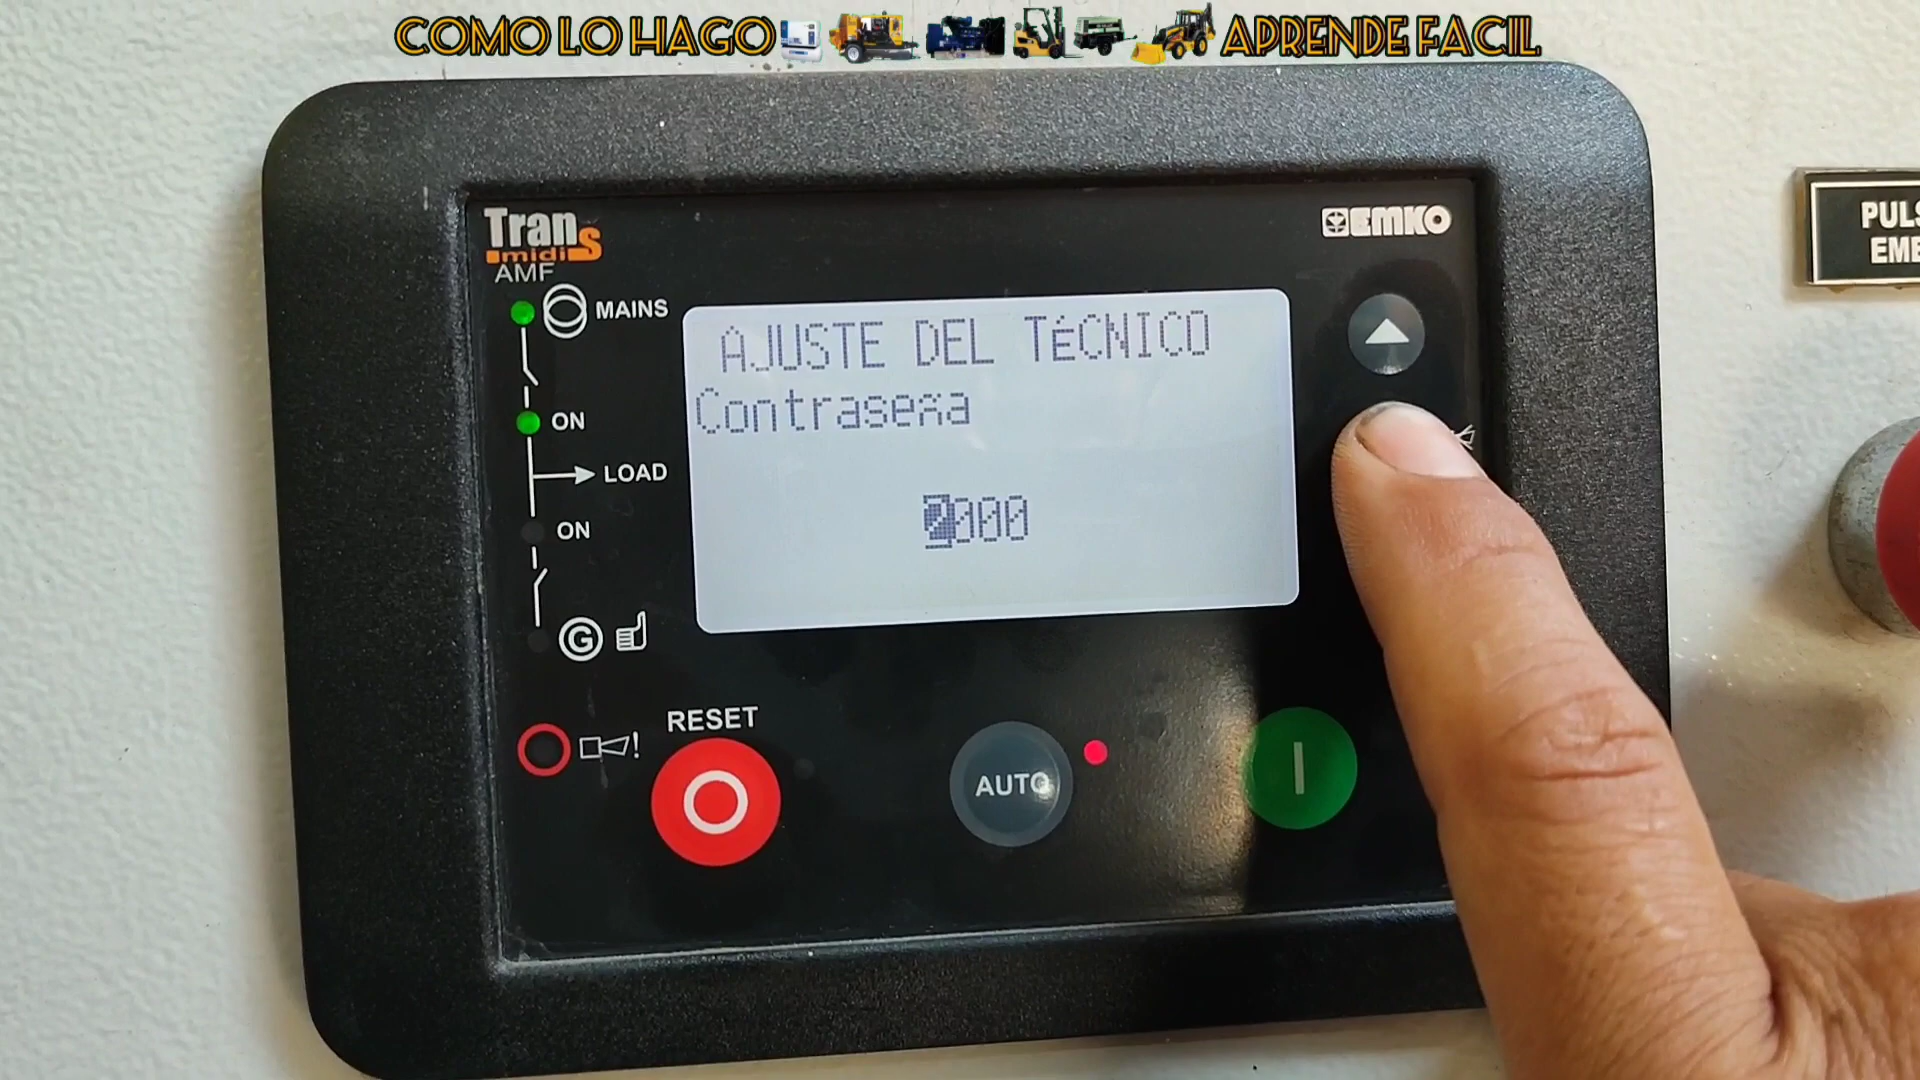 COMO LO HAGO APRENDE FACIL
Trans
midi
AMF
EMKO
MAINS
ON
LOAD
ON
G
AJUSTE DEL TéCNICO
Contraseña
2000
!
RESET
AUTO
PULS
EME